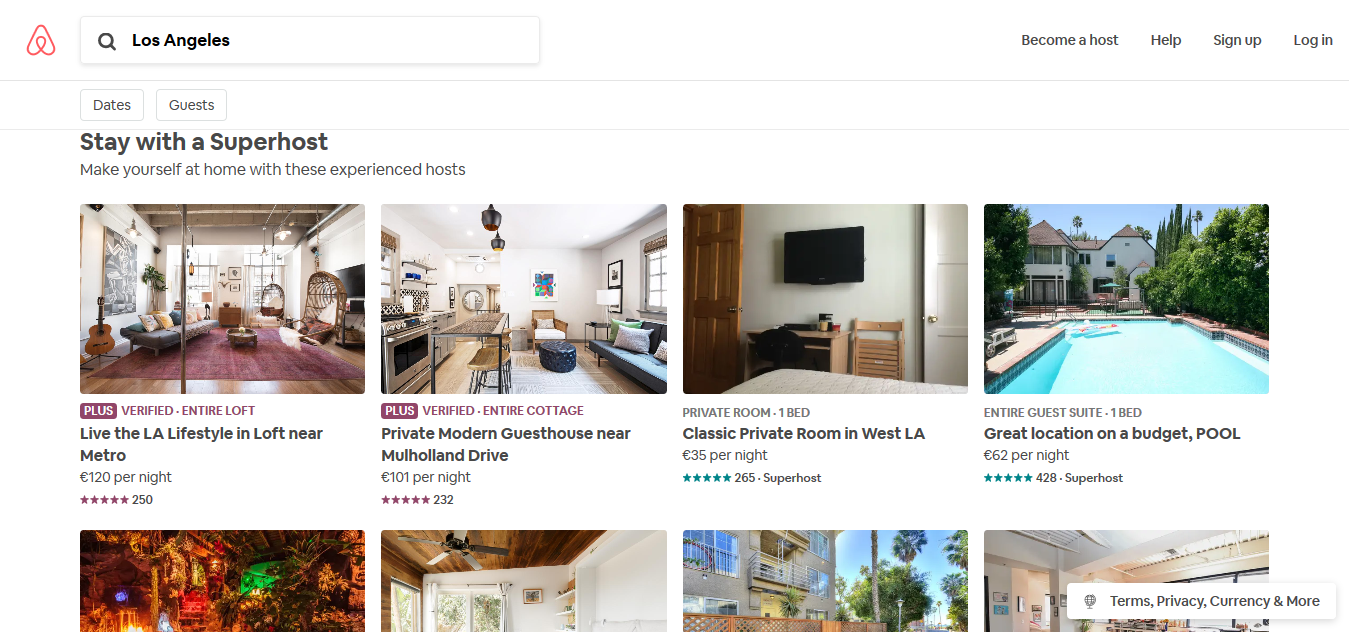 Los Angeles
Become a host
Help
Sign up
Log in
Dates
Guests
Stay with a Superhost
Make yourself at home with these experienced hosts
PLUS VERIFIED · ENTIRE LOFT
Live the LA Lifestyle in Loft near
Metro
€120 per night
250
PLUS VERIFIED · ENTIRE COTTAGE
Private Modern Guesthouse near
Mulholland Drive
€101 per night
232
PRIVATE ROOM · 1 BED
Classic Private Room in West LA
€35 per night
265 · Superhost
ENTIRE GUEST SUITE · 1 BED
Great location on a budget, POOL
€62 per night
428 · Superhost
Terms, Privacy, Currency & More